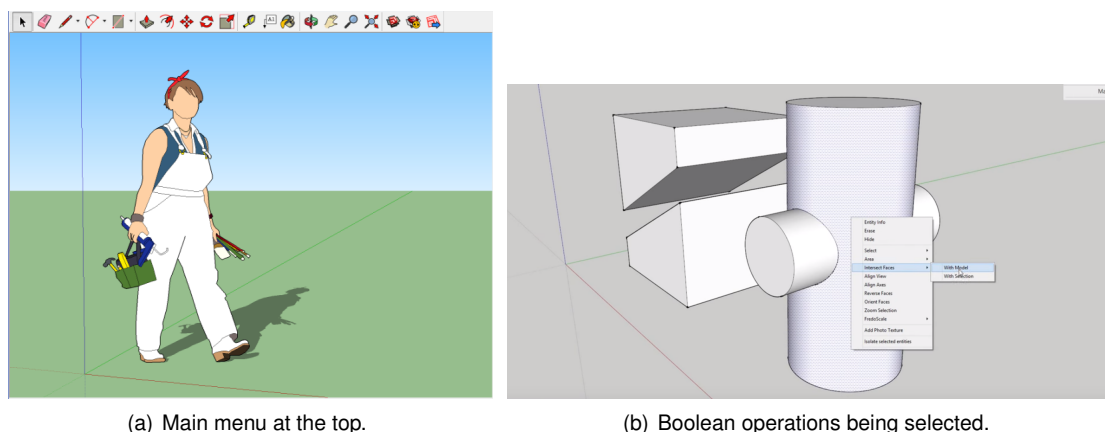 A1
Ma
Entity Info
Erase
Hide
Select
Area
Intersect Faces
With Model
Align View
With Selection
Align Axes
Reverse Faces
Orient Faces
Zoom Selection
FredoScale
Add Photo Texture
Isolate selected entities
(a) Main menu at the top.
(b) Boolean operations being selected.